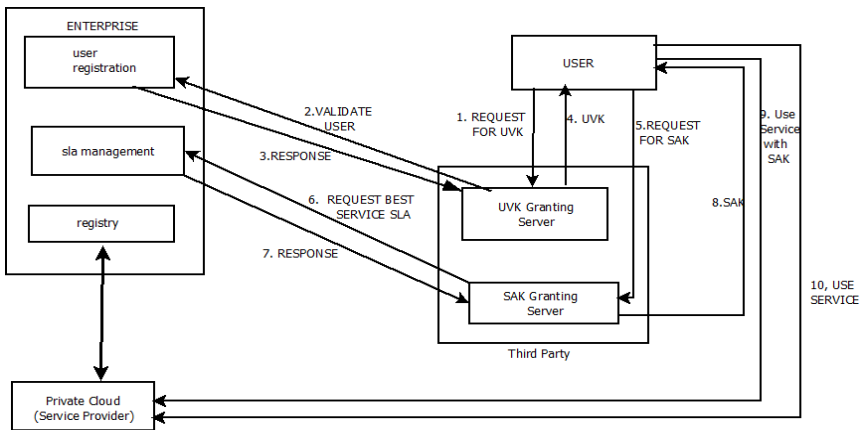 ENTERPRISE
user
registration
sla management
registry
Private Cloud
(Service Provider)
2.VALIDATE
USER
3.RESPONSE
6. REQUEST BEST
SERVICE SLA
7. RESPONSE
USER
1. REQUEST
FOR UVK
4. UVK
5.REQUEST
FOR SAK
UVK Granting
Server
SAK Granting
Server
Third Party
8.SAK
9. Use
Service
with
SAK
10, USE
SERVICE